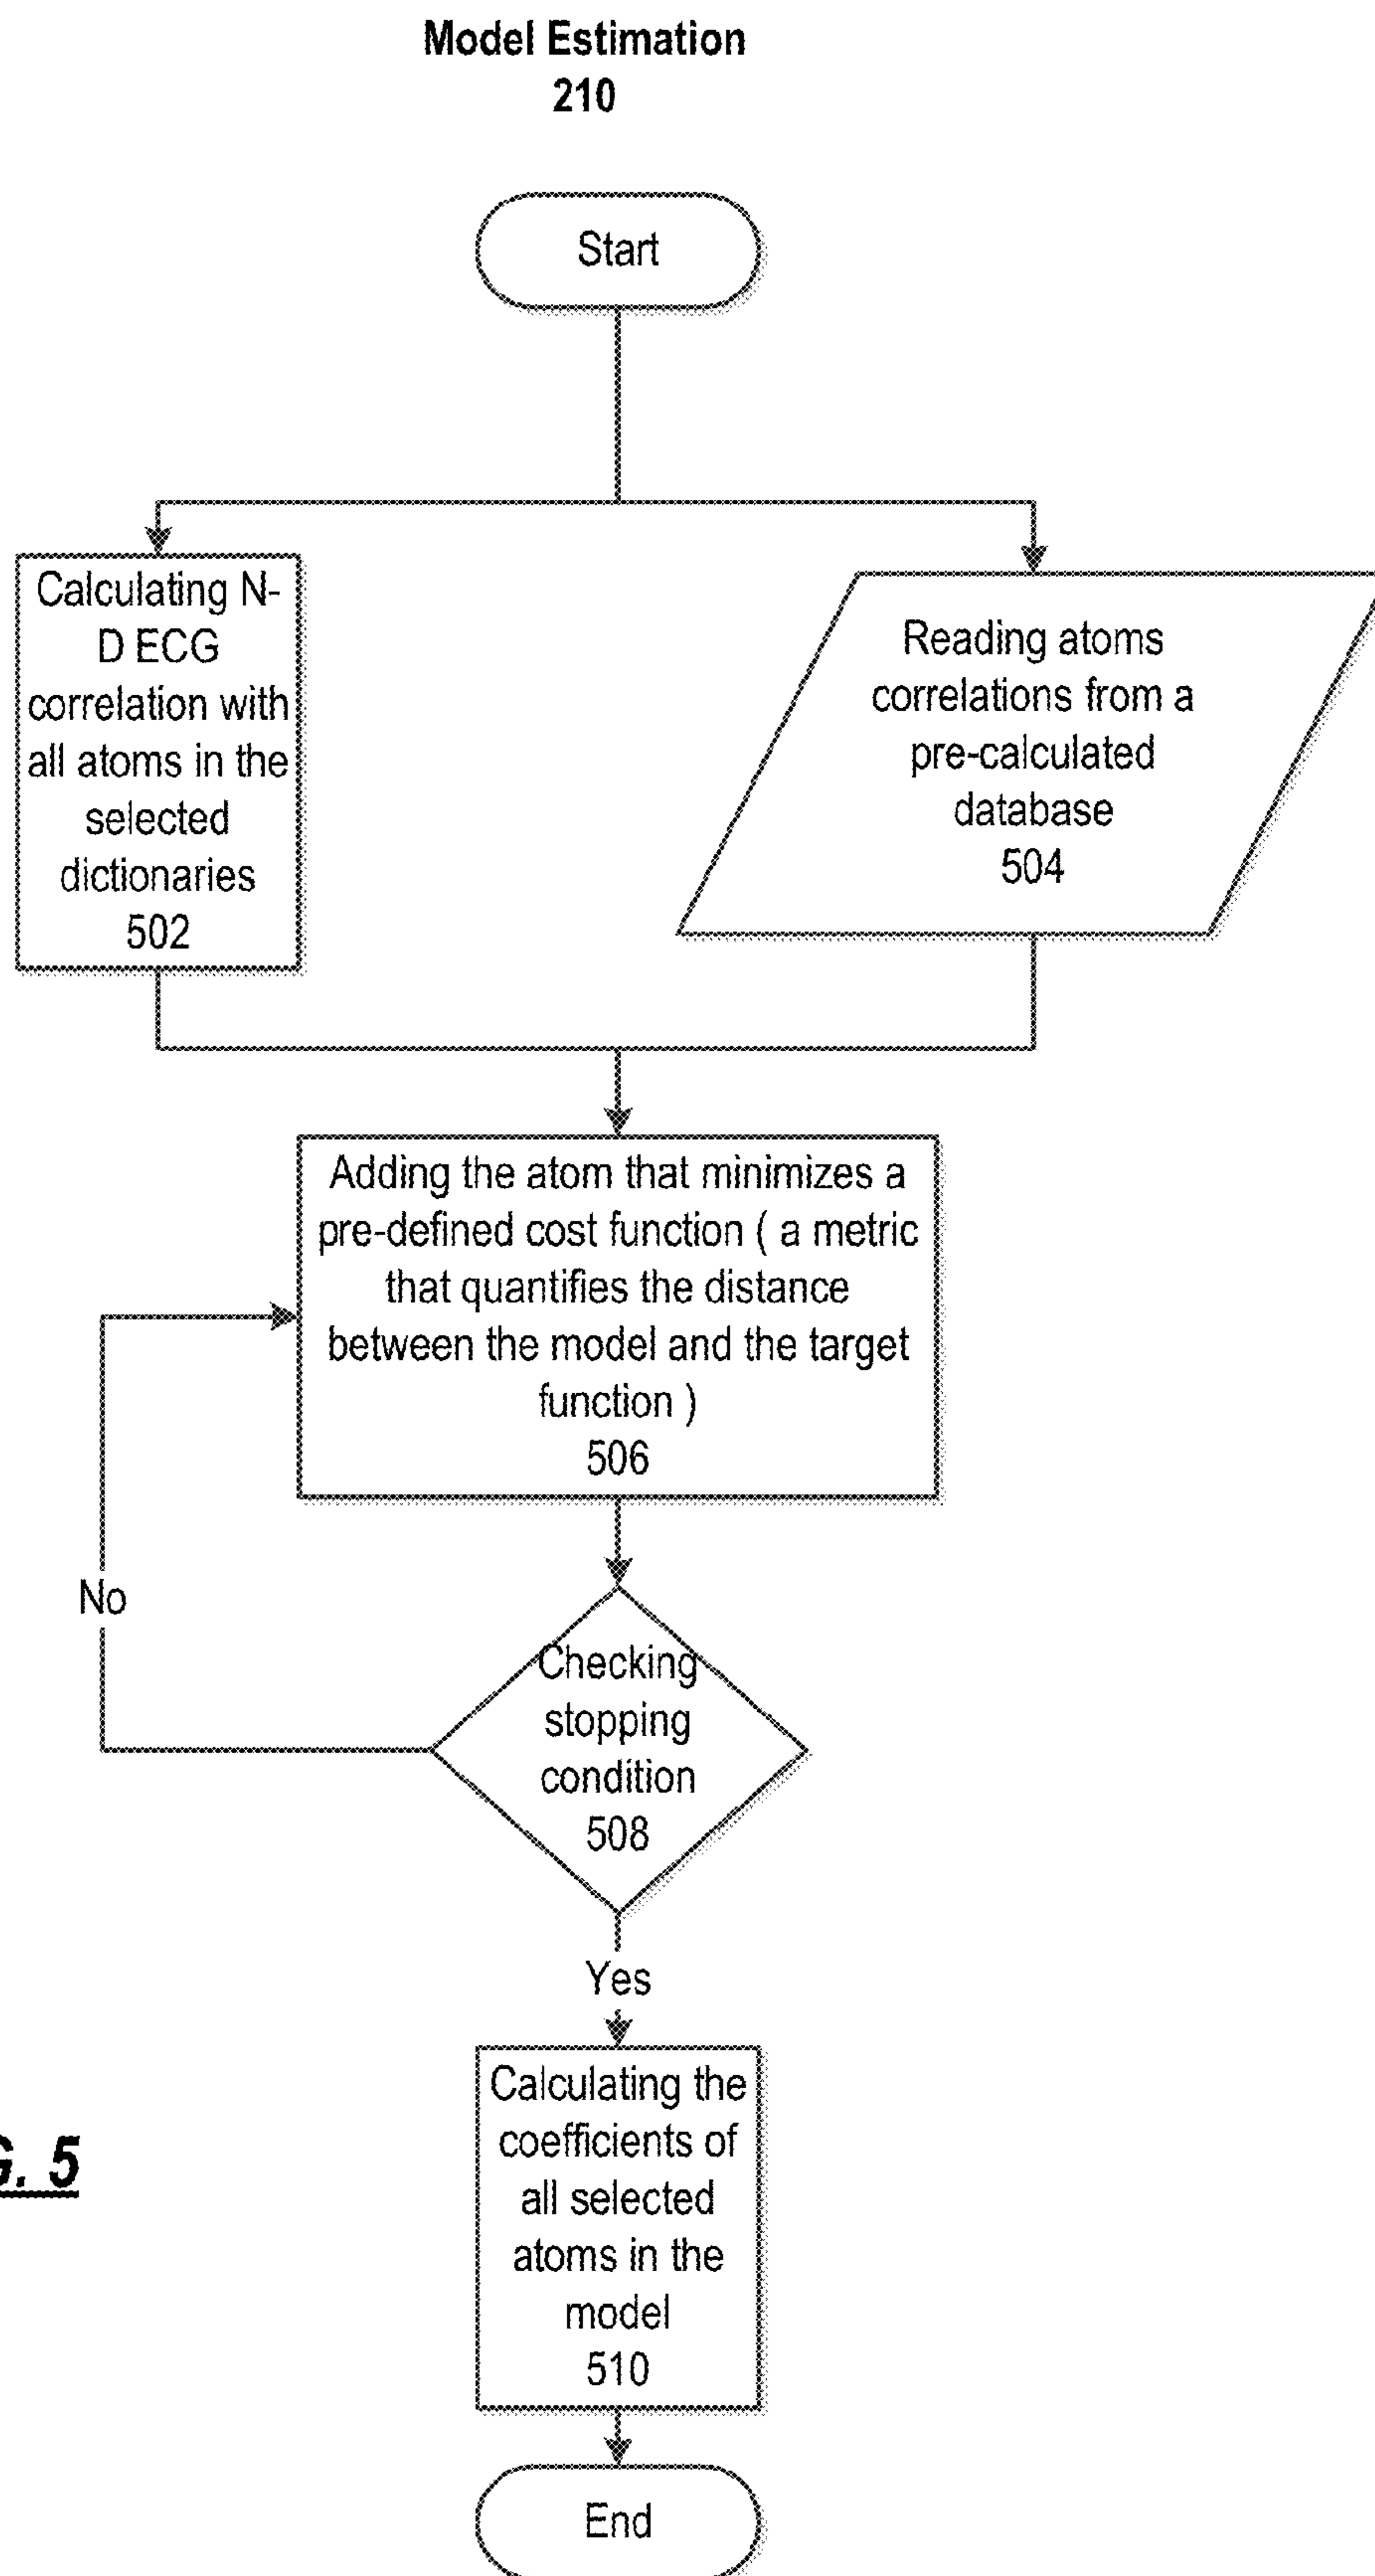 Model Estimation
210
Start
Calculating N-
D ECG
correlation with
all atoms in the
selected
dictionaries
502
Reading atoms
correlations from a
pre-calculated
database
504
Adding the atom that minimizes a
pre-defined cost function ( a metric
that quantifies the distance
between the model and the target
function )
506
No
Checking
stopping
condition
508
Yes
Calculating the
coefficients of
all selected
atoms in the
model
510
G. 5
End